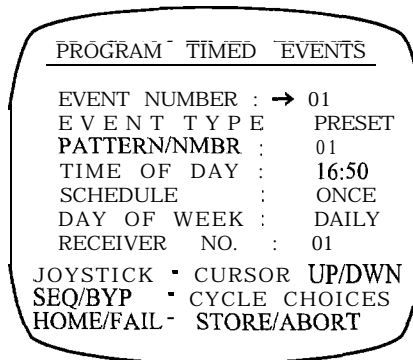 PROGRAM TIMED EVENTS
EVENT NUMBER : → 01
EVENT TYPE PRESET
PATTERN/NMBR : 01
TIME OF DAY : 16:50
SCHEDULE : ONCE
DAY OF WEEK : DAILY
RECEIVER NO. : 01
JOYSTICK - CURSOR UP/DWN
SEQ/BYP - CYCLE CHOICES
HOME/FAIL - STORE/ABORT